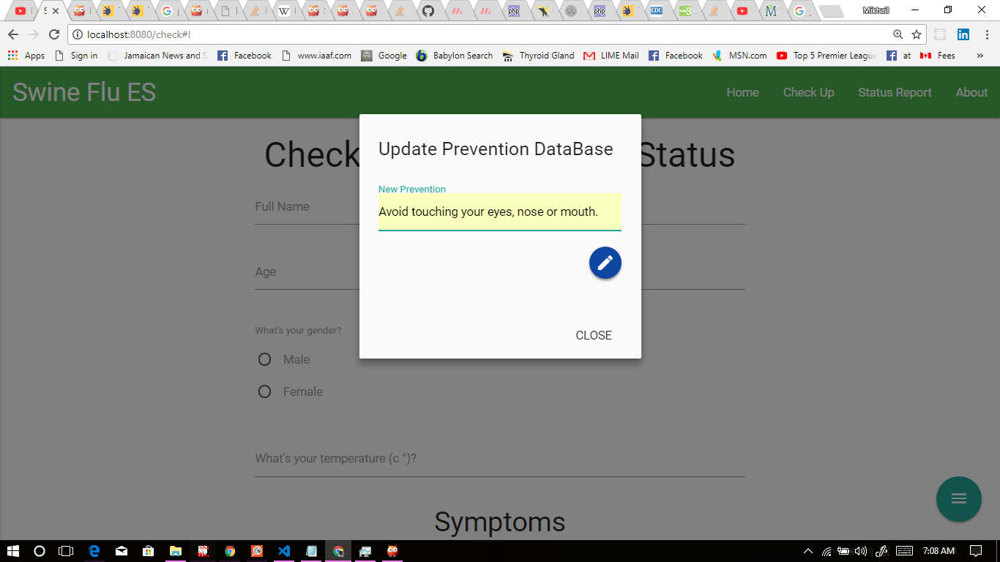 Mikhail
localhost:8080/check#!
Apps Sign in Jamaican News and S Facebook www.iaaf.com Google Babylon Search Thyroid Gland LIME Mail Facebook MSN.com Top 5 Premier League at Fees »
Swine Flu ES
Home Check Up Status Report About
Check Status
Update Prevention DataBase
New Prevention
Avoid touching your eyes, nose or mouth.
CLOSE
Full Name
Age
What's your gender?
Male
Female
What's your temperature (c °)?
Symptoms
7:08 AM